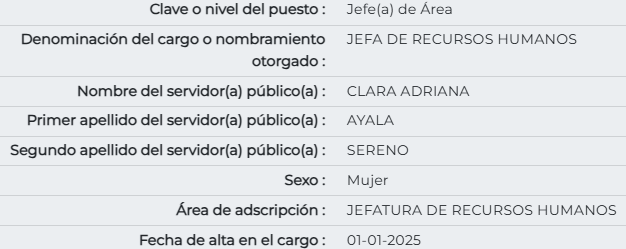 Clave o nivel del puesto : Jefe(a) de Área
Denominación del cargo o nombramiento JEFA DE RECURSOS HUMANOS
otorgado :
Nombre del servidor(a) público(a) : CLARA ADRIANA
Primer apellido del servidor(a) público(a) : AYALA
Segundo apellido del servidor(a) público(a) : SERENO
Sexo : Mujer
Área de adscripción : JEFATURA DE RECURSOS HUMANOS
Fecha de alta en el cargo : 01-01-2025